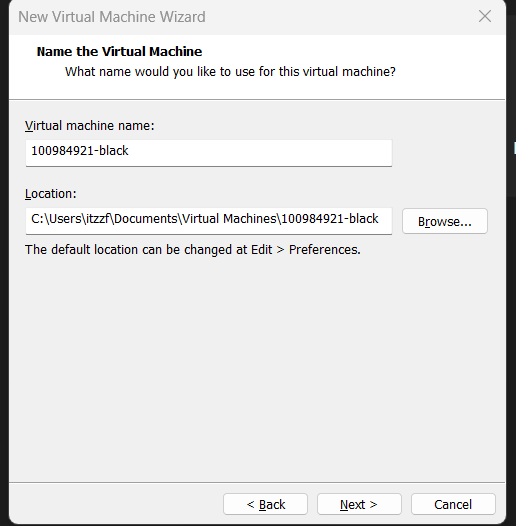 New Virtual Machine Wizard
Name the Virtual Machine
What name would you like to use for this virtual machine?
Virtual machine name:
100984921-black
Location:
C:\Users\itzzf\Documents\Virtual Machines\100984921-black
Browse...
The default location can be changed at Edit > Preferences.
< Back
Next >
Cancel